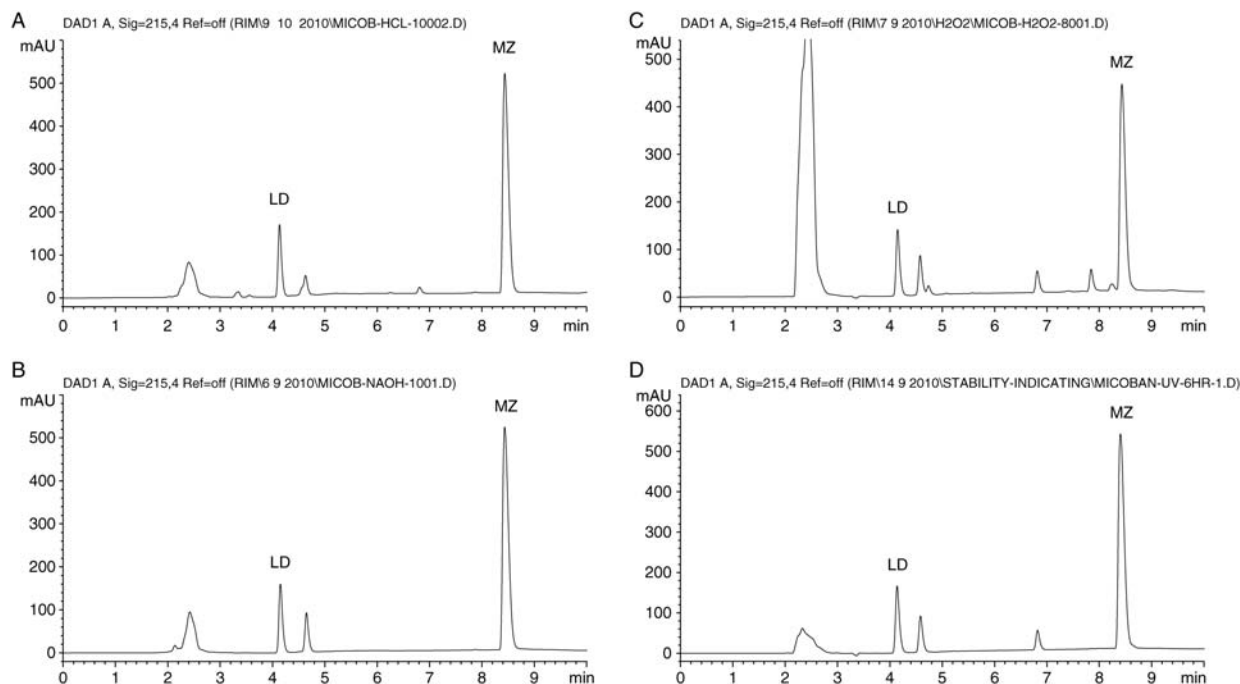 A
DAD1 A, Sig=215,4 Ref=off (RIM\9 10 2010\MICOB-HCL-10002.D)
mAU
MZ
500
400
300
LD
200
100
0
0 1 2 3 4 5 6 7 8 9 min
B
DAD1 A, Sig=215,4 Ref=off (RIM\6 9 2010\MICOB-NAOH-1001.D)
mAU
MZ
500
400
300
LD
200
100
0
0 1 2 3 4 5 6 7 8 9 min
C
DAD1 A, Sig=215,4 Ref=off (RIM\7 9 2010\H2O2\MICOB-H2O2-8001.D)
mAU
MZ
500
400
300
LD
200
100
0
0 1 2 3 4 5 6 7 8 9 min
D
DAD1 A, Sig=215,4 Ref=off (RIM\14 9 2010\STABILITY-INDICATING\MICOBAN-UV-6HR-1.D)
mAU
MZ
600
500
400
300
LD
200
100
0
0 1 2 3 4 5 6 7 8 9 min